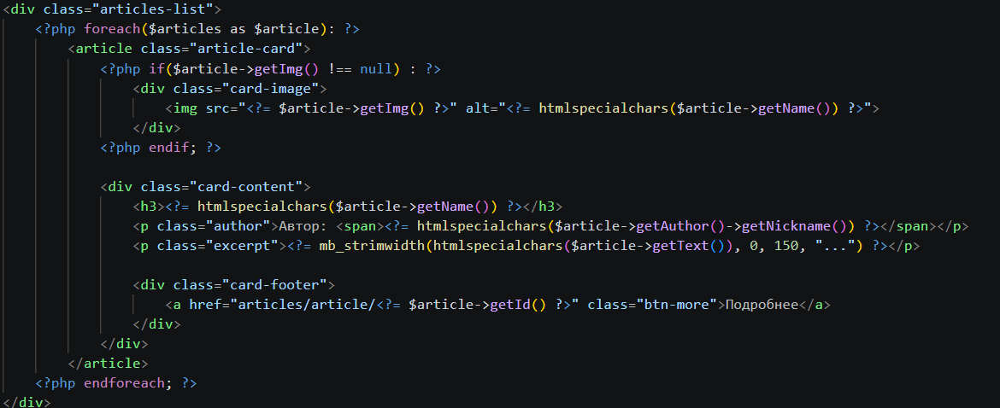 <div class="articles-list">
    <?php foreach($articles as $article): ?>
        <article class="article-card">
            <?php if($article->getImg() !== null) : ?>
                <div class="card-image">
                    <img src="<?= $article->getImg() ?>" alt="<?= htmlspecialchars($article->getName()) ?>">
                </div>
            <?php endif; ?>

            <div class="card-content">
                <h3><?= htmlspecialchars($article->getName()) ?></h3>
                <p class="author">Автор: <span><?= htmlspecialchars($article->getAuthor()->getNickname()) ?></span></p>
                <p class="excerpt"><?= mb_strimwidth(htmlspecialchars($article->getText()), 0, 150, "...") ?></p>

                <div class="card-footer">
                    <a href="articles/article/<?= $article->getId() ?>" class="btn-more">Подробнее</a>
                </div>
            </div>
        </article>
    <?php endforeach; ?>
</div>